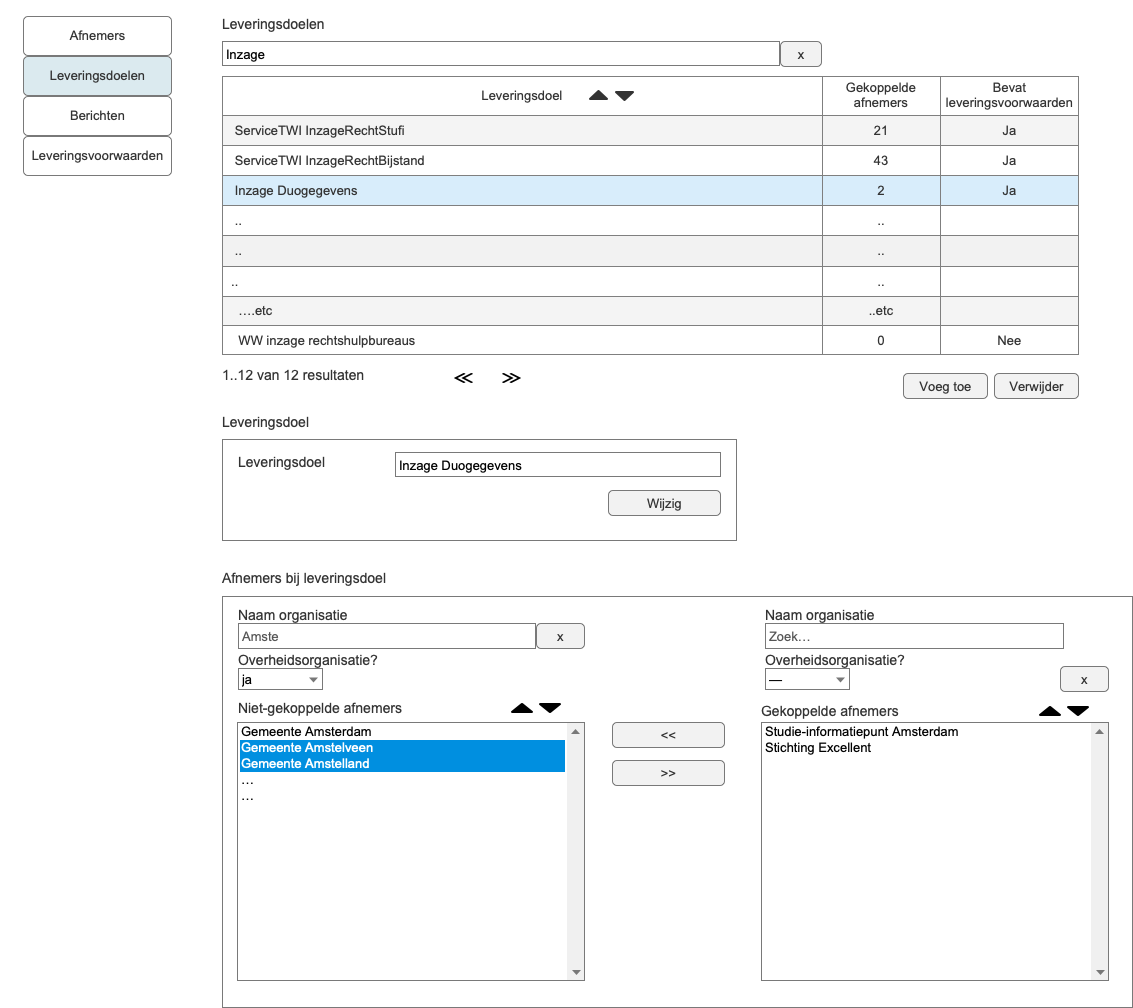 Afnemers
Leveringsdoelen
Berichten
Leveringsvoorwaarden
Leveringsdoelen
Inzage x
Leveringsdoel Gekoppelde afnemers Bevat leveringsvoorwaarden
ServiceTWI InzageRechtStufi 21 Ja
ServiceTWI InzageRechtBijstand 43 Ja
Inzage Duogegevens 2 Ja
.. ..
.. ..
.. ..
….etc ..etc
WW inzage rechtshulpbureaus 0 Nee
1..12 van 12 resultaten ≪ ≫
Voeg toe Verwijder
Leveringsdoel
Leveringsdoel Inzage Duogegevens
Wijzig
Afnemers bij leveringsdoel
Naam organisatie
Amste x
Overheidsorganisatie?
ja
Niet-gekoppelde afnemers
Gemeente Amsterdam
Gemeente Amstelveen
Gemeente Amstelland
…
…
<<
>>
Naam organisatie
Zoek…
Overheidsorganisatie?
— x
Gekoppelde afnemers
Studie-informatiepunt Amsterdam
Stichting Excellent